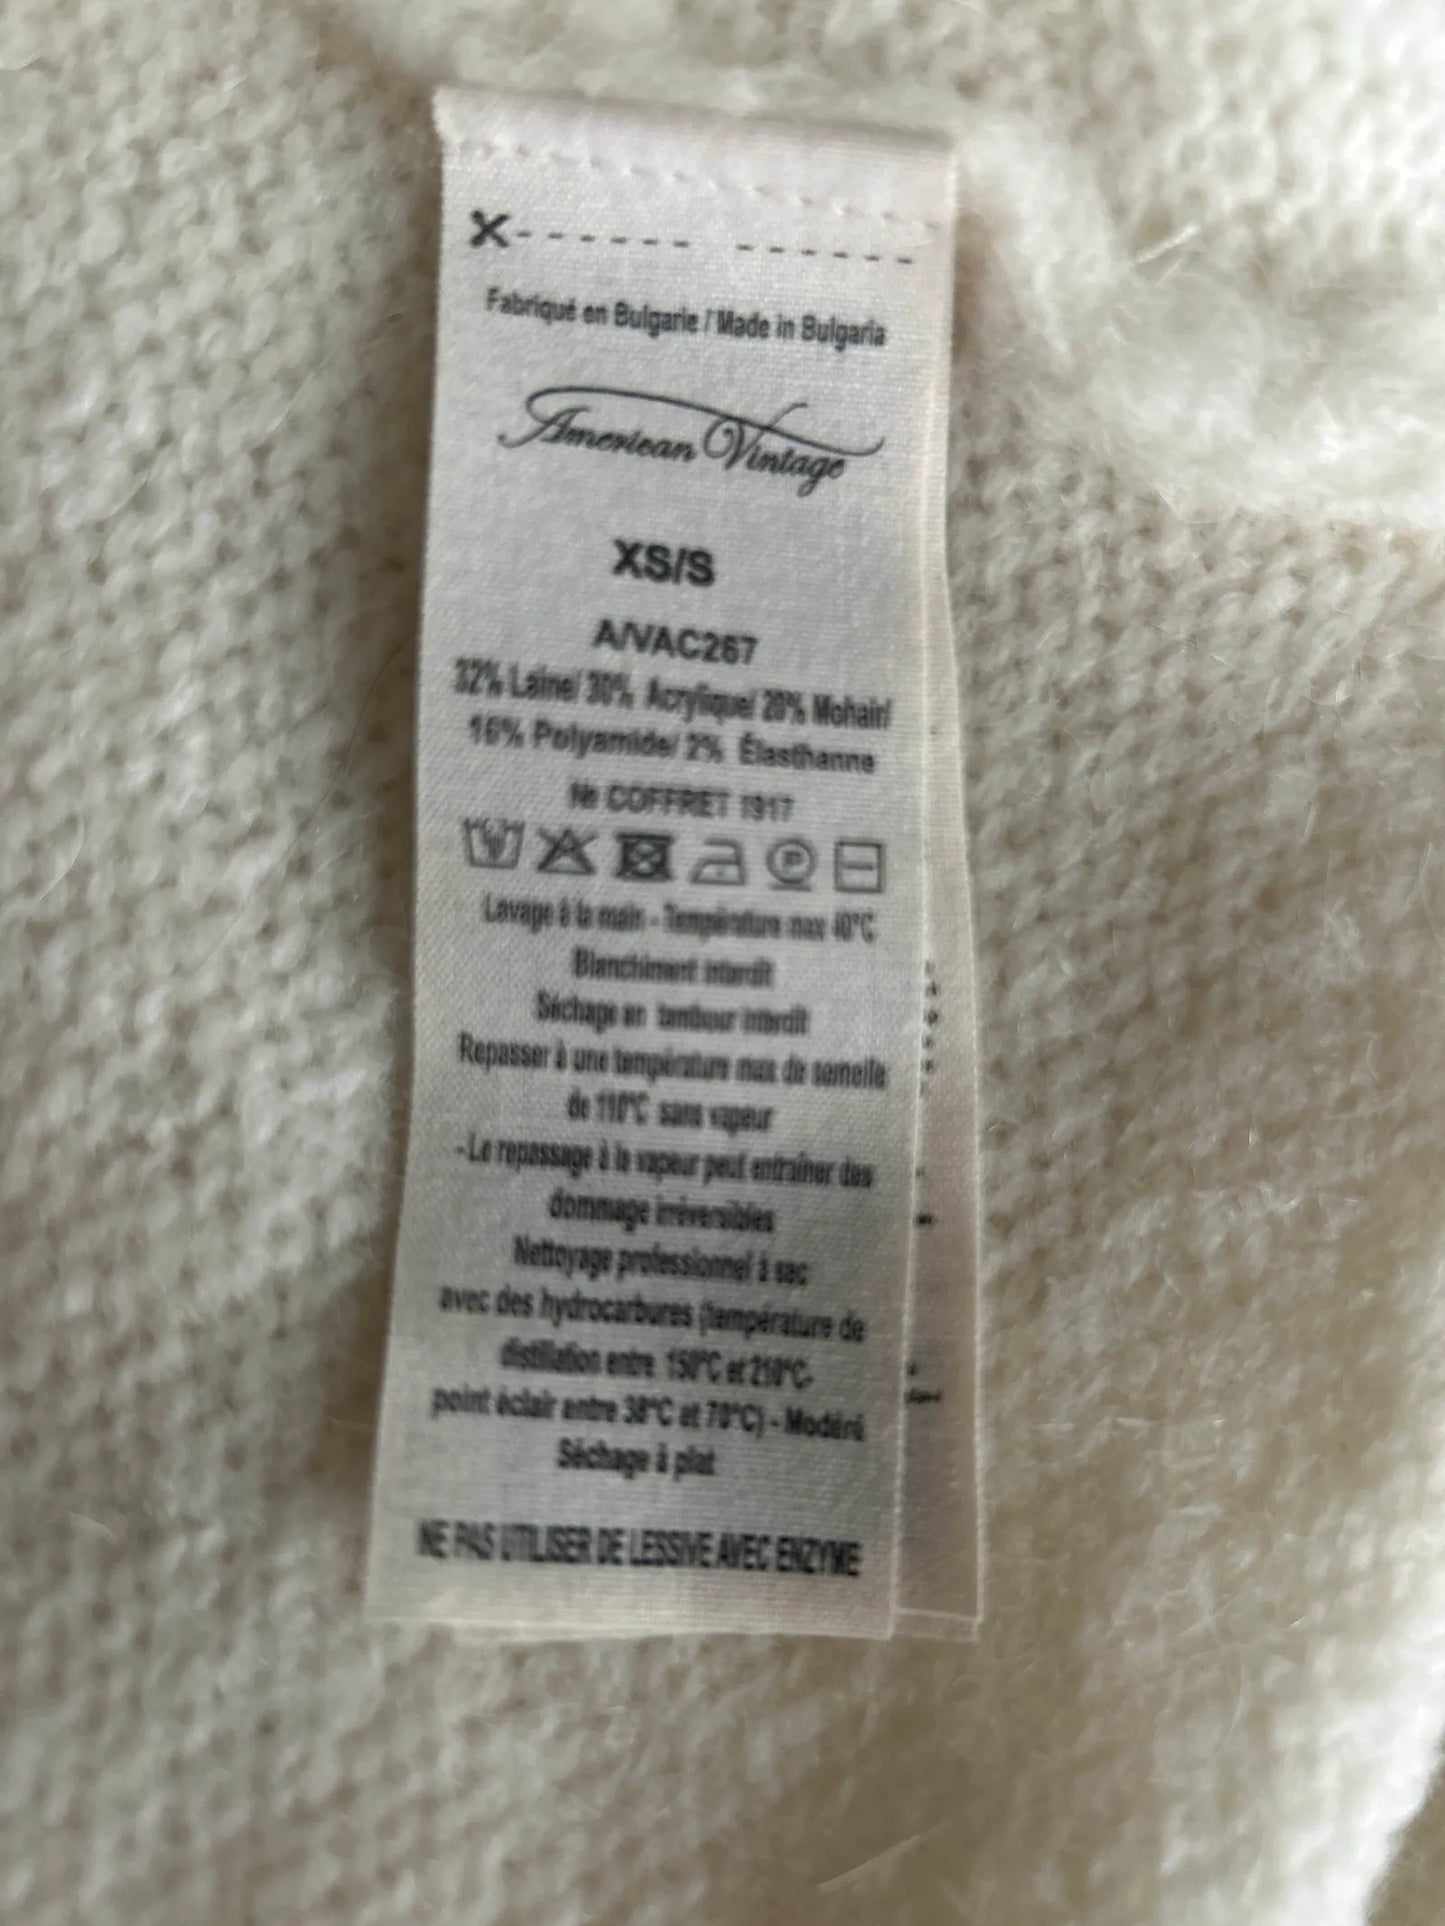 Fabriqué en Bulgarie / Made in Bulgaria
American Vintage
XS/S
A/VAC267
32% Laine/ 30% Acrylique/ 20% Mohair/
16% Polyamide/ 2% Élasthanne
№ COFFRET 1917
P
Lavage à la main - Température max 40°C
Blanchiment interdit
Séchage en tambour interdit
Repasser à une température max de semelle
de 110°C sans vapeur
- Le repassage à la vapeur peut entraîner des
dommage irréversibles
Nettoyage professionnel à sec
avec des hydrocarbures (température de
distillation entre 150°C et 210°C-
point éclair entre 38°C et 70°C) - Modéré
Séchage à plat
NE PAS UTILISER DE LESSIVE AVEC ENZYME